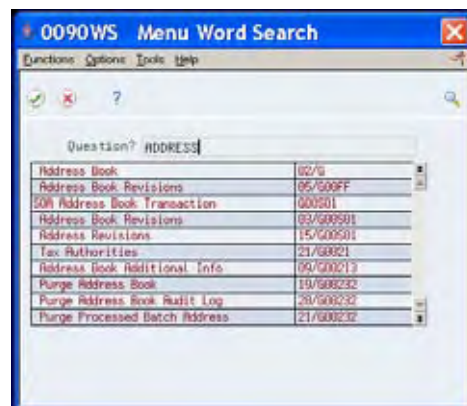 0090WS Menu Word Search
Functions Options Tools Help
?
Question? ADDRESS
Address Book 02/G
Address Book Revisions 05/G00FF
SOA Address Book Transaction G00S01
Address Book Revisions 03/G00S01
Address Revisions 15/G00S01
Tax Authorities 21/G0021
Address Book Additional Info 09/G00213
Purge Address Book 19/G00232
Purge Address Book Audit Log 20/G00232
Purge Processed Batch Address 21/G00232